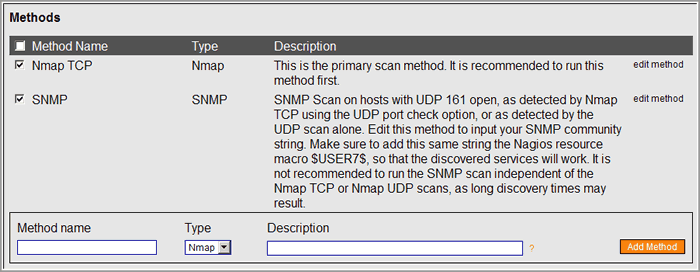 Methods
Method Name Type Description
Nmap TCP Nmap This is the primary scan method. It is recommended to run this edit method
method first.
SNMP SNMP SNMP Scan on hosts with UDP 161 open, as detected by Nmap edit method
TCP using the UDP port check option, or as detected by the
UDP scan alone. Edit this method to input your SNMP community
string. Make sure to add this same string the Nagios resource
macro $USER7$, so that the discovered services will work. It is
not recommended to run the SNMP scan independent of the
Nmap TCP or Nmap UDP scans, as long discovery times may
result.
Method name Type Description
Nmap ? Add Method